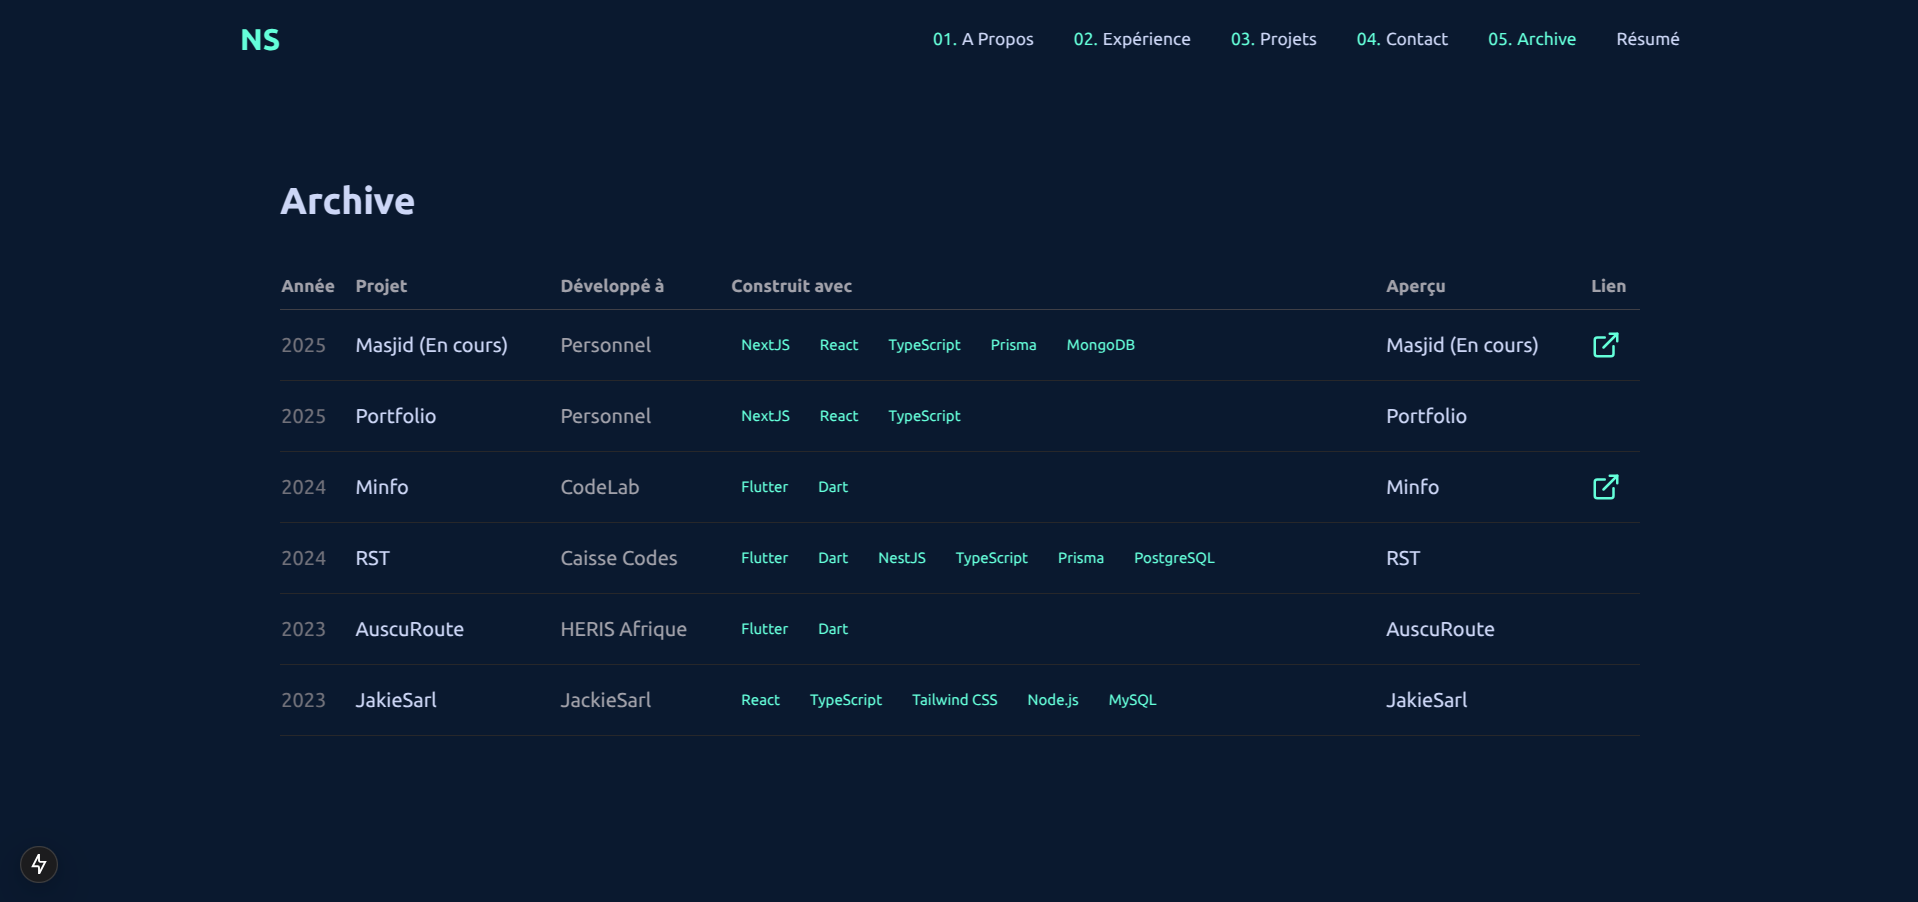 NS 01. A Propos 02. Expérience 03. Projets 04. Contact 05. Archive Résumé
Archive
Année Projet Développé à Construit avec Aperçu Lien
2025 Masjid (En cours) Personnel NextJS React TypeScript Prisma MongoDB Masjid (En cours)
2025 Portfolio Personnel NextJS React TypeScript Portfolio
2024 Minfo CodeLab Flutter Dart Minfo
2024 RST Caisse Codes Flutter Dart NestJS TypeScript Prisma PostgreSQL RST
2023 AuscuRoute HERIS Afrique Flutter Dart AuscuRoute
2023 JakieSarl JackieSarl React TypeScript Tailwind CSS Node.js MySQL JakieSarl